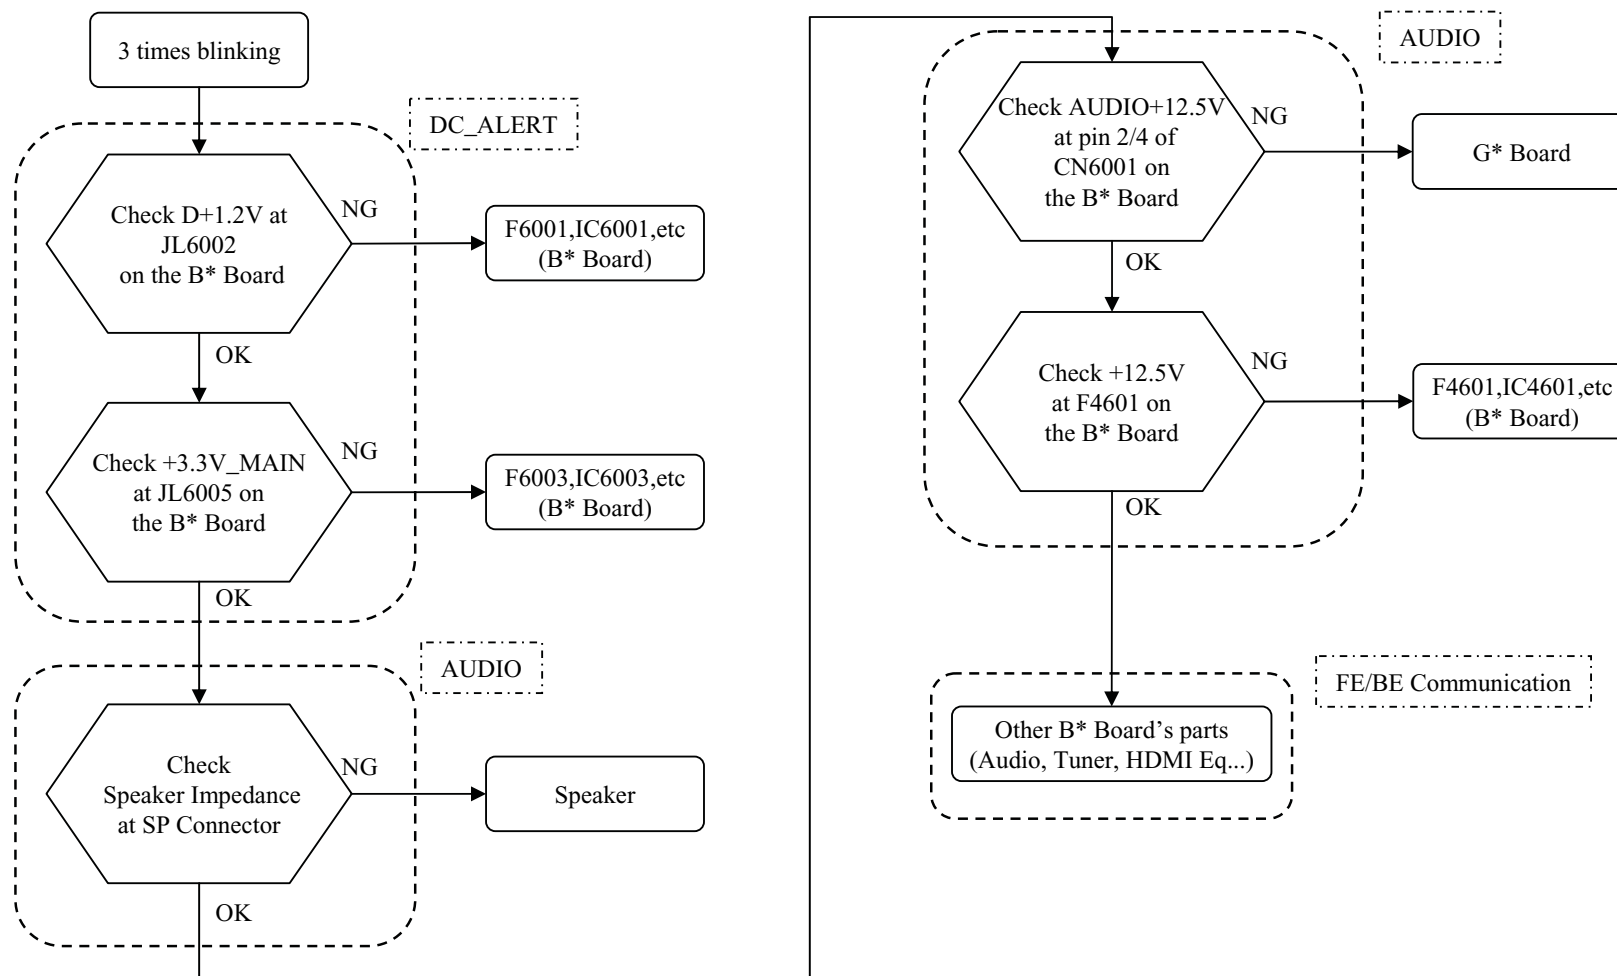 3 times blinking
DC_ALERT
Check D+1.2V at
JL6002
on the B* Board
NG
F6001,IC6001,etc
(B* Board)
OK
Check +3.3V_MAIN
at JL6005 on
the B* Board
NG
F6003,IC6003,etc
(B* Board)
OK
AUDIO
Check
Speaker Impedance
at SP Connector
NG
Speaker
OK
AUDIO
Check AUDIO+12.5V
at pin 2/4 of
CN6001 on
the B* Board
NG
G* Board
OK
Check +12.5V
at F4601 on
the B* Board
NG
F4601,IC4601,etc
(B* Board)
OK
FE/BE Communication
Other B* Board’s parts
(Audio, Tuner, HDMI Eq...)